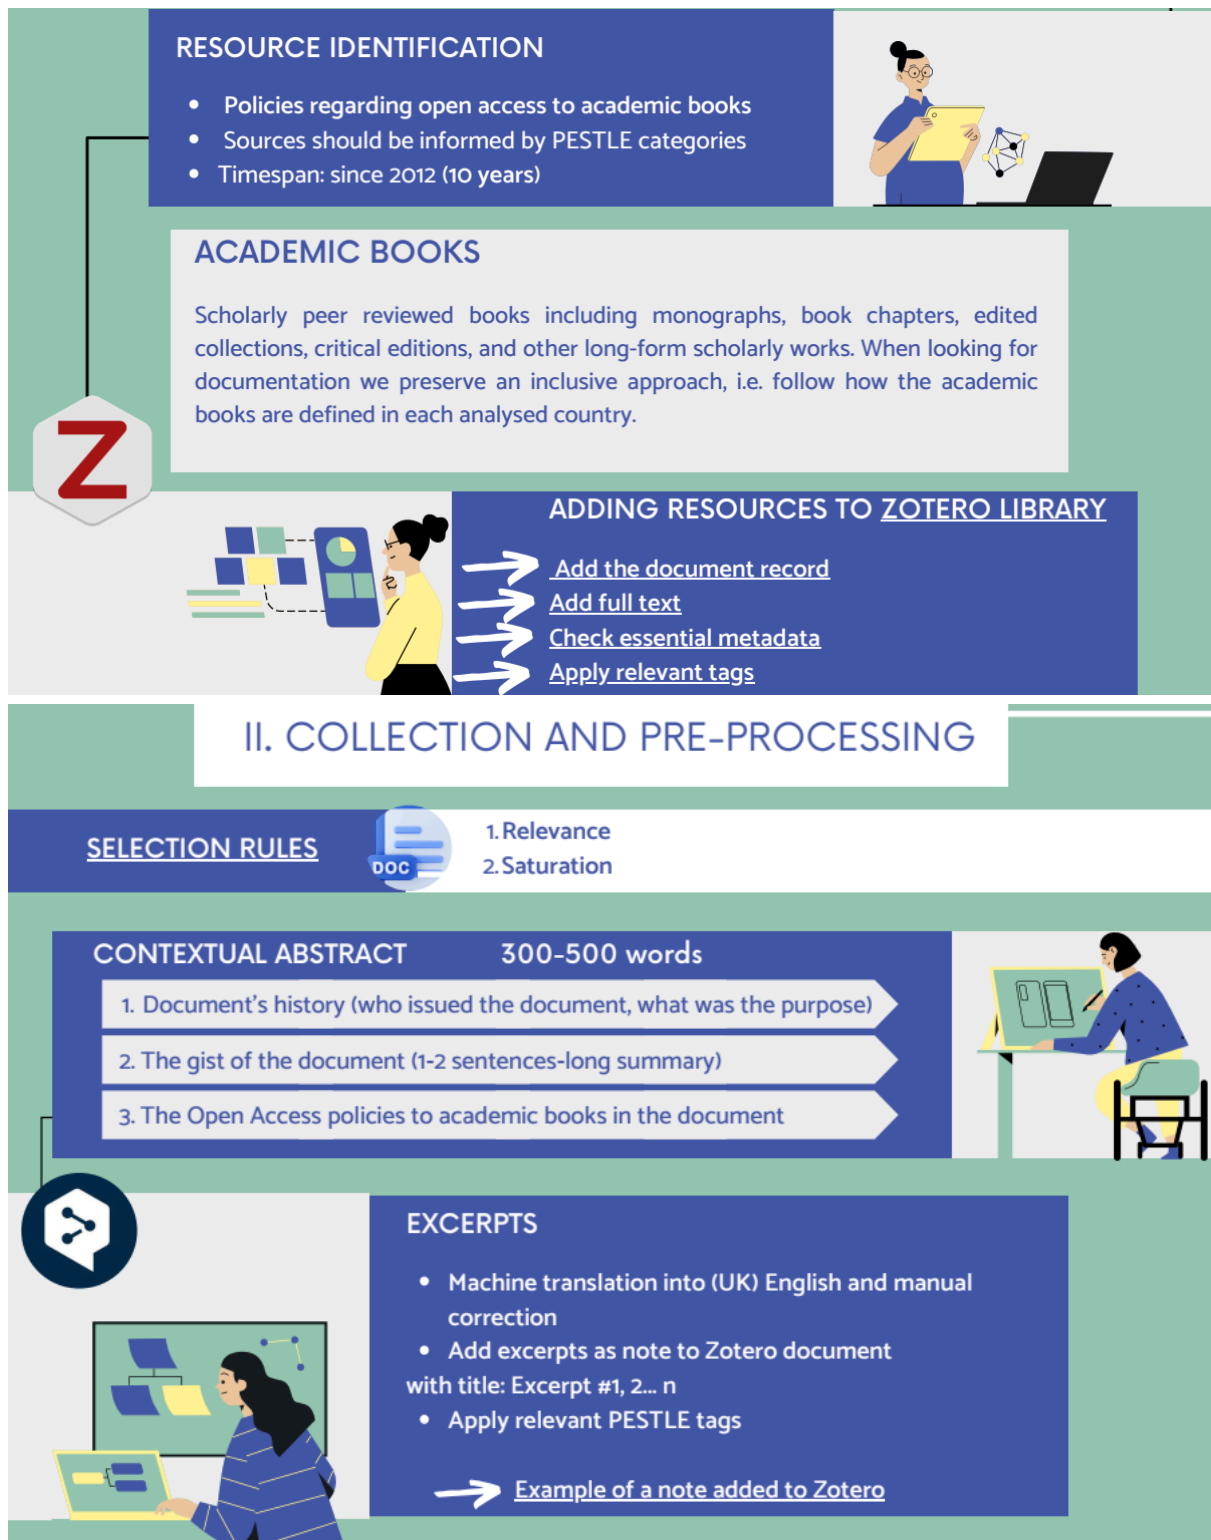 RESOURCE IDENTIFICATION
• Policies regarding open access to academic books
• Sources should be informed by PESTLE categories
• Timespan: since 2012 (10 years)
ACADEMIC BOOKS
Scholarly peer reviewed books including monographs, book chapters, edited
collections, critical editions, and other long-form scholarly works. When looking for
documentation we preserve an inclusive approach, i.e. follow how the academic
books are defined in each analysed country.
Z
ADDING RESOURCES TO ZOTERO LIBRARY
Add the document record
Add full text
Check essential metadata
Apply relevant tags
II. COLLECTION AND PRE-PROCESSING
SELECTION RULES
DOC
1. Relevance
2. Saturation
CONTEXTUAL ABSTRACT 300-500 words
1. Document's history (who issued the document, what was the purpose)
2. The gist of the document (1-2 sentences-long summary)
3. The Open Access policies to academic books in the document
EXCERPTS
• Machine translation into (UK) English and manual
correction
• Add excerpts as note to Zotero document
with title: Excerpt #1, 2... n
• Apply relevant PESTLE tags
Example of a note added to Zotero